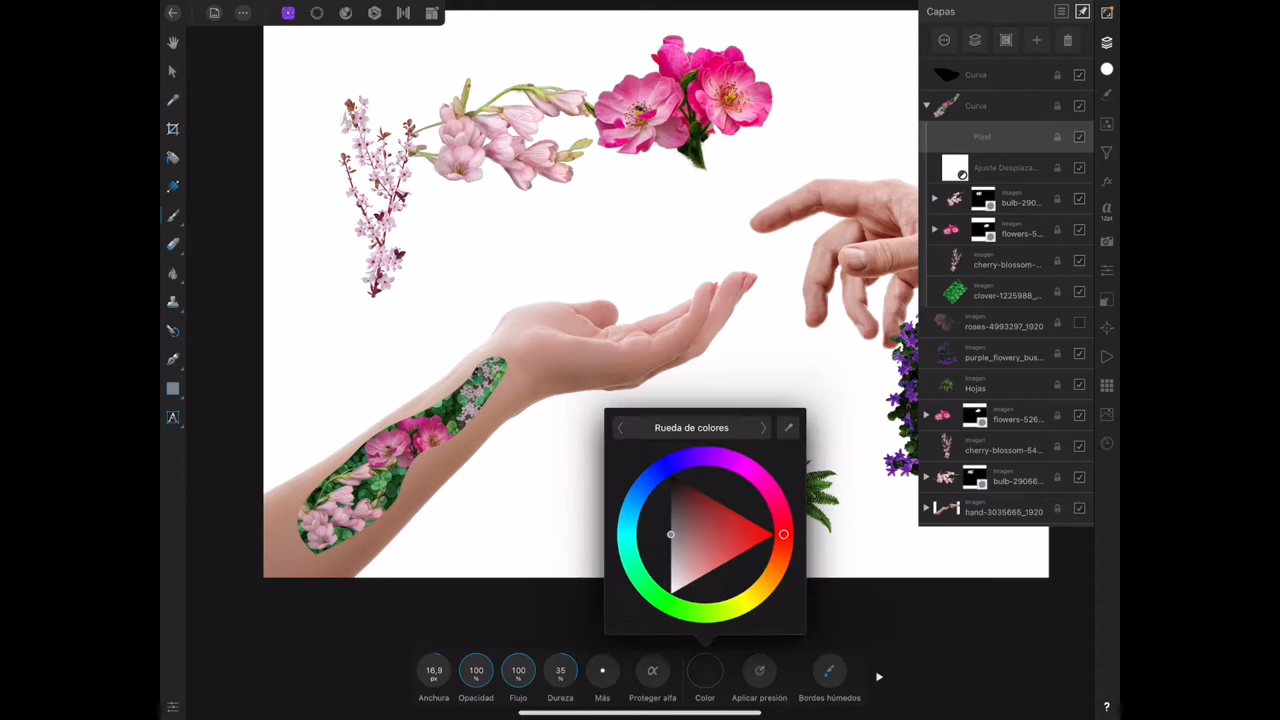 Capas
Curva
Curva
Píxel
Ajuste Desplaza...
Imagen
bulb-290...
Imagen
flowers-5...
Imagen
cherry-blossom-...
Imagen
clover-1225988_...
Imagen
roses-4993297_1920
Imagen
purple_flowery_bus...
Imagen
Hojas
Imagen
flowers-526...
Imagen
cherry-blossom-54...
Imagen
bulb-29066...
Imagen
hand-3035665_1920
A
a
12pt
fx
Rueda de colores
16,9
px
Anchura
100
%
Opacidad
100
%
Flujo
35
%
Dureza
Más
α
Proteger alfa
Color
Aplicar presión
Bordes húmedos
?